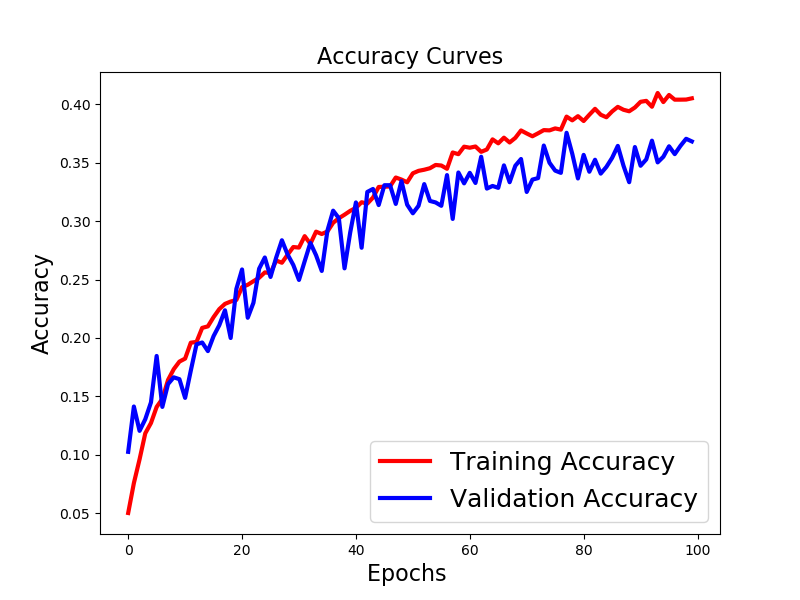 Accuracy Curves
Accuracy
0.40
0.35
0.30
0.25
0.20
0.15
0.10
0.05
Training Accuracy
Validation Accuracy
0 20 40 60 80 100
Epochs